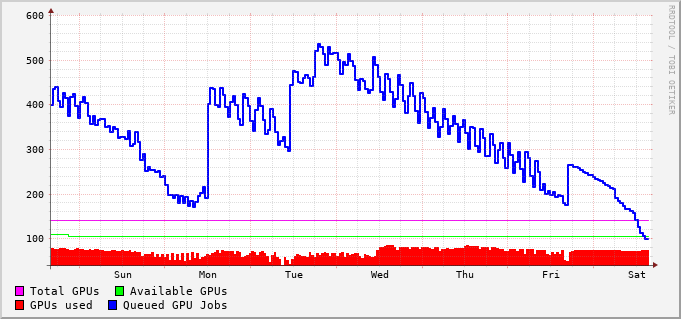 600
500
400
300
200
100
Sun Mon Tue Wed Thu Fri Sat
Total GPUs Available GPUs
GPUs used Queued GPU Jobs
RRDTOOL / TOBI OETIKER